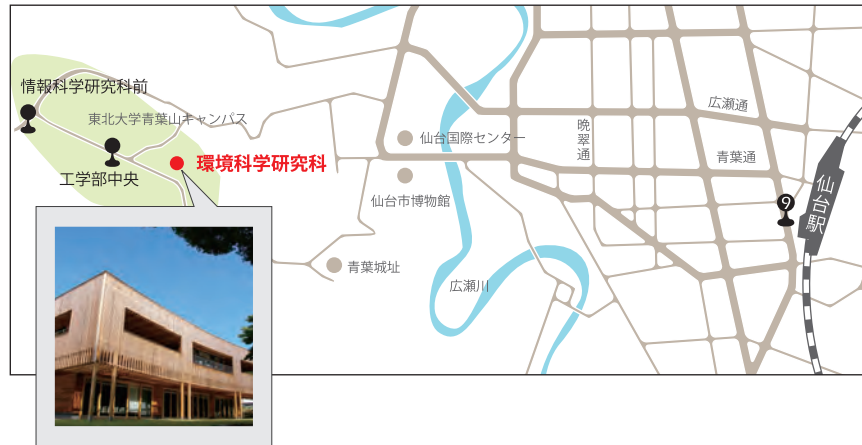 情報科学研究科前
東北大学青葉山キャンパス
工学部中央
環境科学研究科
仙台国際センター
仙台市博物館
青葉城址
広瀬川
晩翠通
広瀬通
青葉通
9
仙台駅